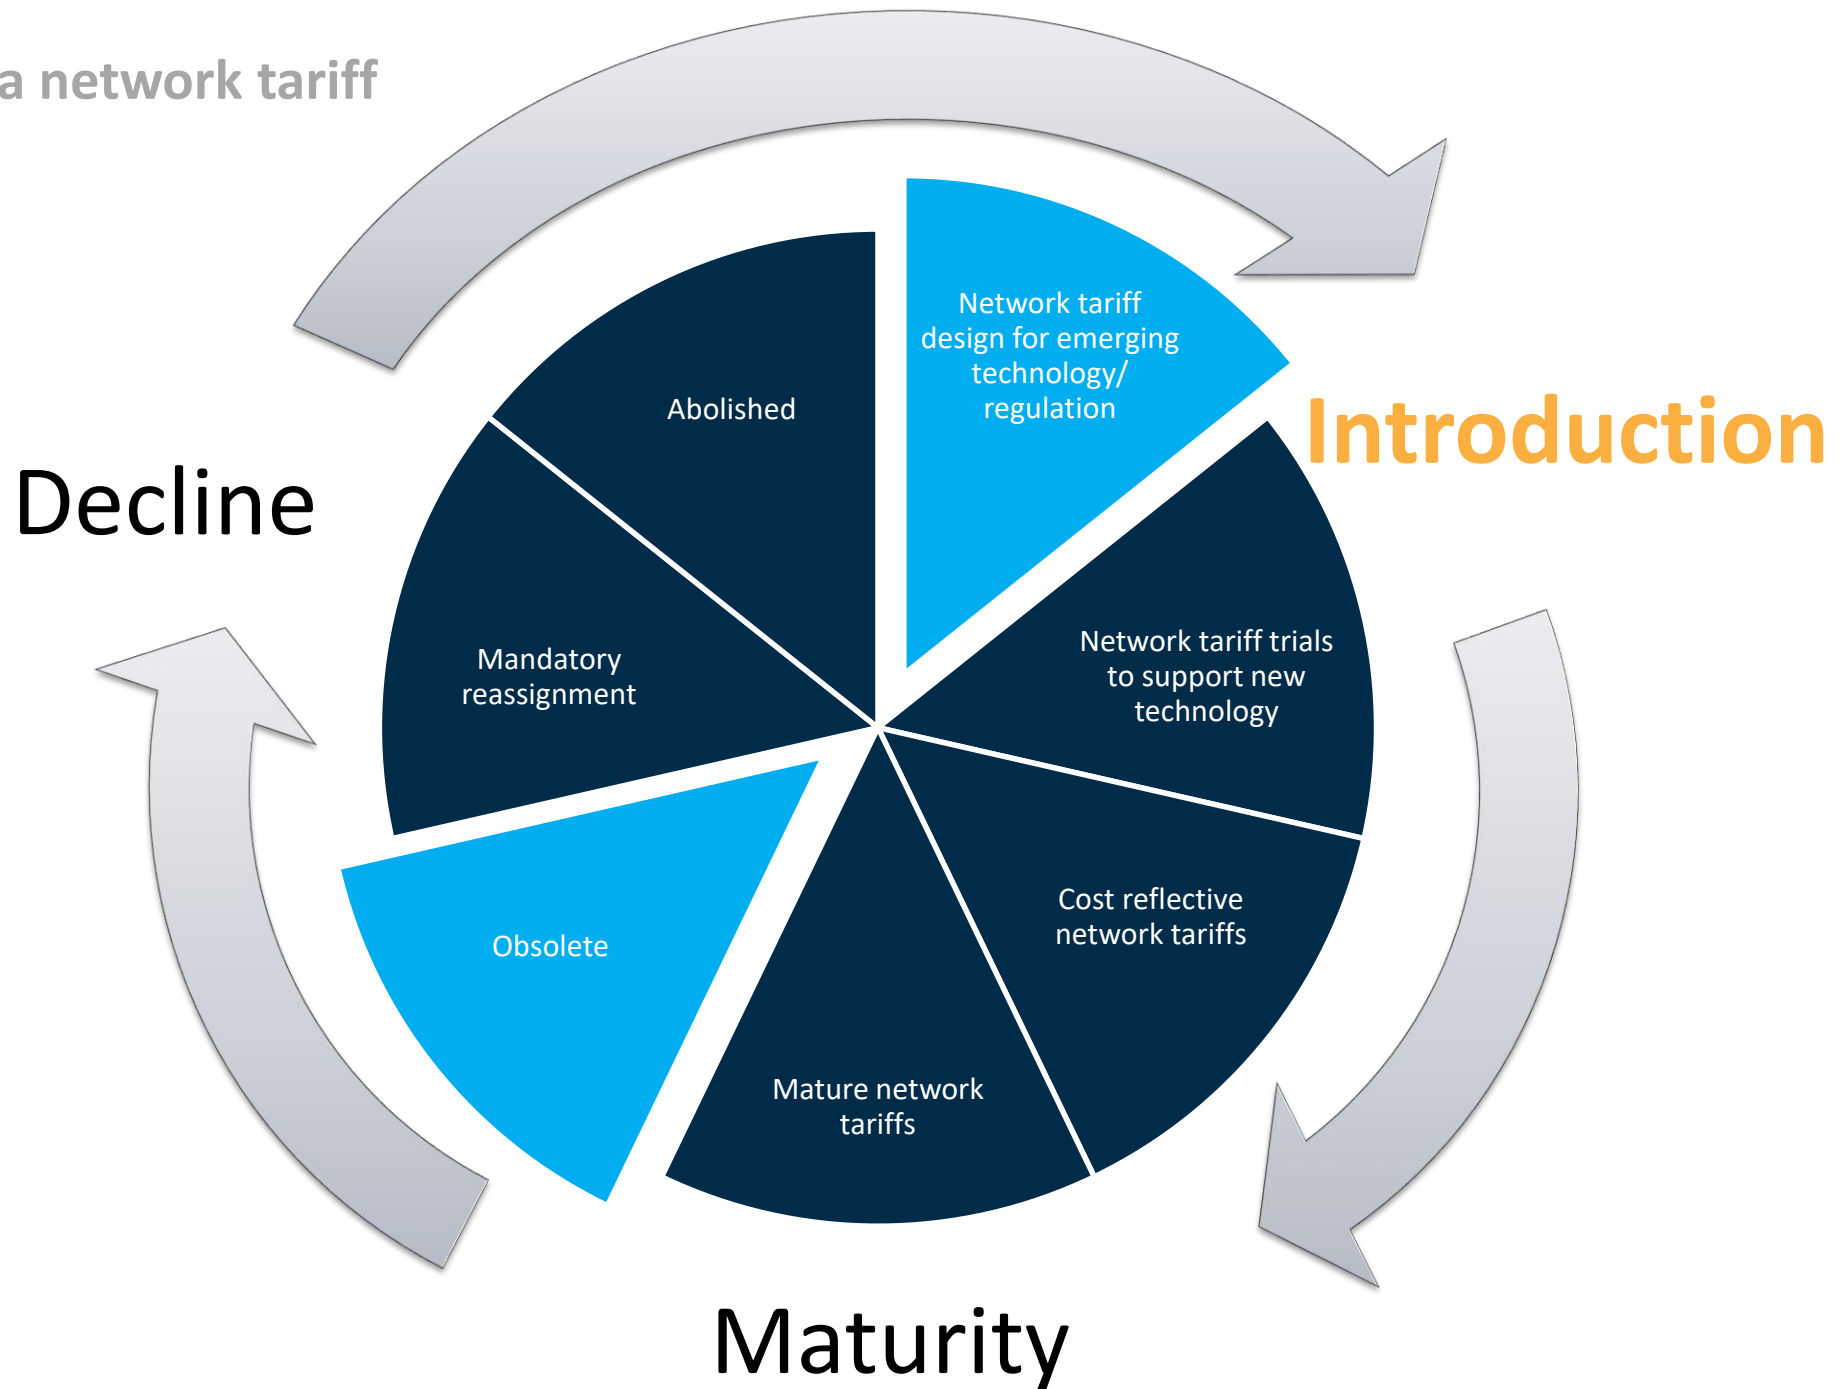 a network tariff
Network tariff
design for emerging
technology/
regulation
Introduction
Network tariff trials
to support new
technology
Cost reflective
network tariffs
Mature network
tariffs
Maturity
Obsolete
Mandatory
reassignment
Decline
Abolished